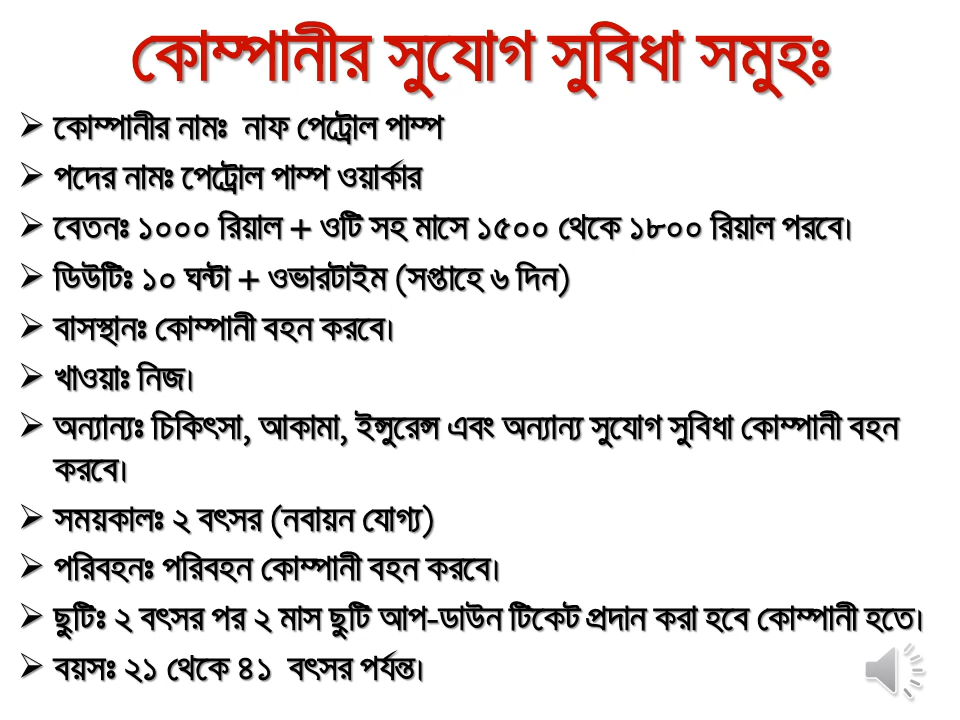 কোম্পানীর সুযোগ সুবিধা সমুহঃ
➢ কোম্পানীর নামঃ নাফ পেট্রোল পাম্প
➢ পদের নামঃ পেট্রোল পাম্প ওয়ার্কার
➢ বেতনঃ ১০০০ রিয়াল + ওটি সহ মাসে ১৫০০ থেকে ১৮০০ রিয়াল পরবে।
➢ ডিউটিঃ ১০ ঘন্টা + ওভারটাইম (সপ্তাহে ৬ দিন)
➢ বাসস্থানঃ কোম্পানী বহন করবে।
➢ খাওয়াঃ নিজ।
➢ অন্যান্যঃ চিকিৎসা, আকামা, ইন্সুরেন্স এবং অন্যান্য সুযোগ সুবিধা কোম্পানী বহন
করবে।
➢ সময়কালঃ ২ বৎসর (নবায়ন যোগ্য)
➢ পরিবহনঃ পরিবহন কোম্পানী বহন করবে।
➢ ছুটিঃ ২ বৎসর পর ২ মাস ছুটি আপ-ডাউন টিকেট প্রদান করা হবে কোম্পানী হতে।
➢ বয়সঃ ২১ থেকে ৪১ বৎসর পর্যন্ত।